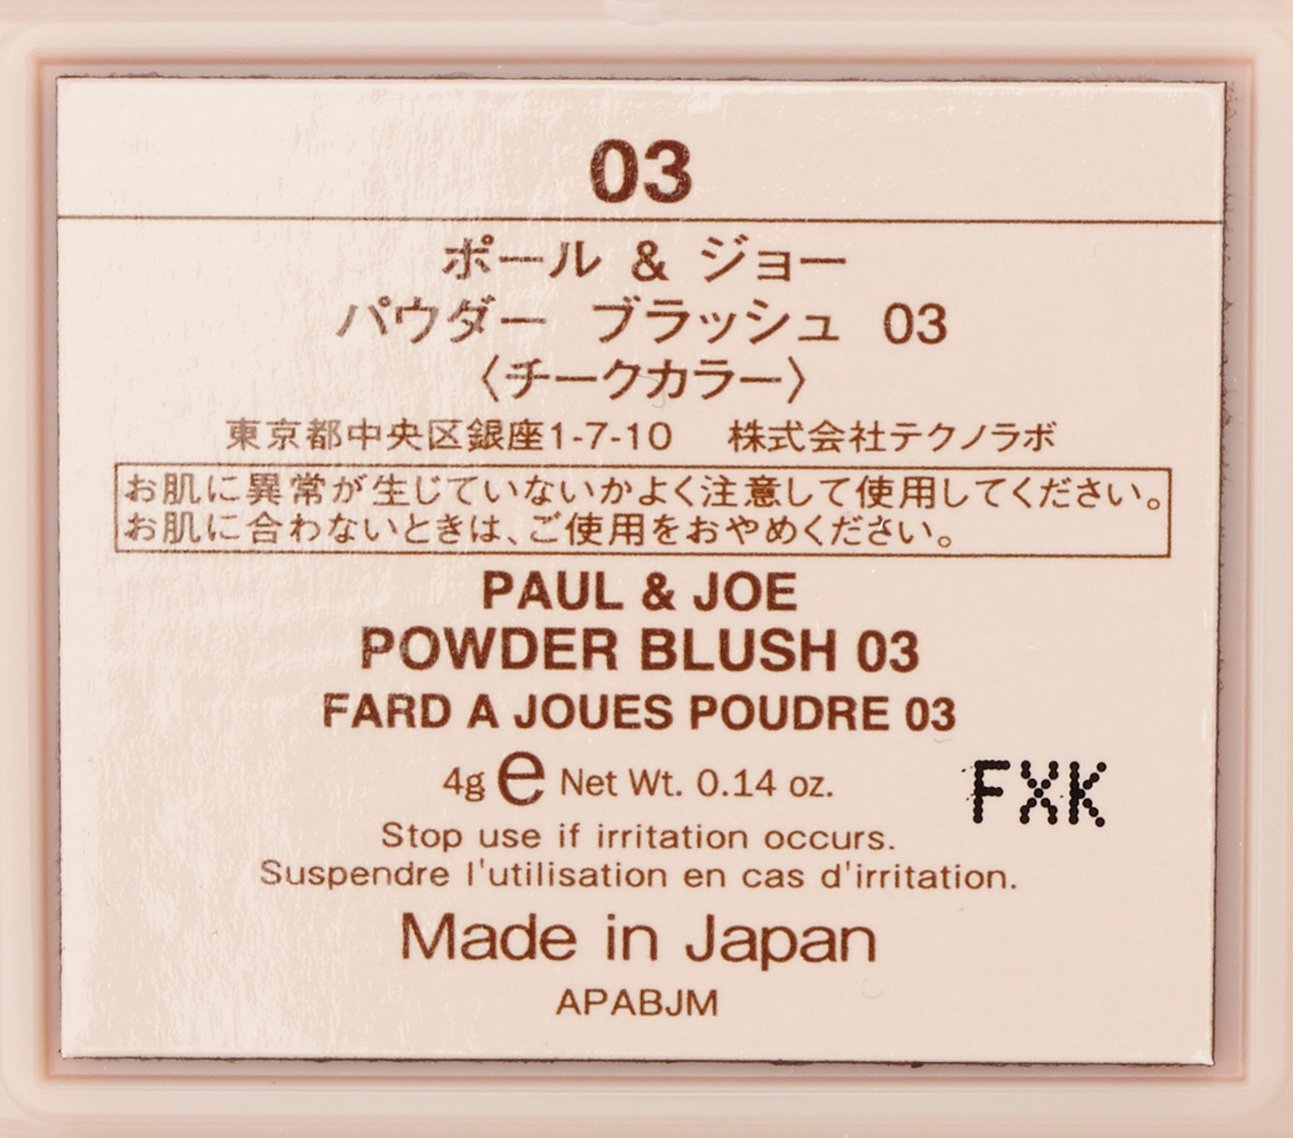 03
ポール & ジョー
パウダー ブラッシュ 03
〈チークカラー〉
東京都中央区銀座1-7-10 株式会社テクノラボ
お肌に異常が生じていないかよく注意して使用してください。
お肌に合わないときは、ご使用をおやめください。
PAUL & JOE
POWDER BLUSH 03
FARD A JOUES POUDRE 03
4g e Net Wt. 0.14 oz.
FXK
Stop use if irritation occurs.
Suspendre l'utilisation en cas d'irritation.
Made in Japan
APABJM